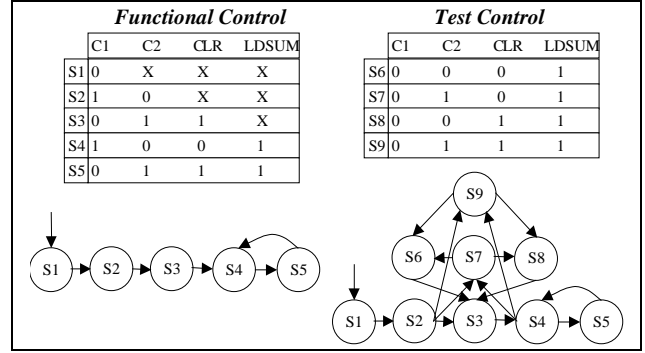 Functional Control
C1 C2 CLR LDSUM
S1 0 X X X
S2 1 0 X X
S3 0 1 1 X
S4 1 0 0 1
S5 0 1 1 1
Test Control
C1 C2 CLR LDSUM
S6 0 0 0 1
S7 0 1 0 1
S8 0 0 1 1
S9 0 1 1 1
S1 S2 S3 S4 S5
S9
S6 S7 S8
S1 S2 S3 S4 S5